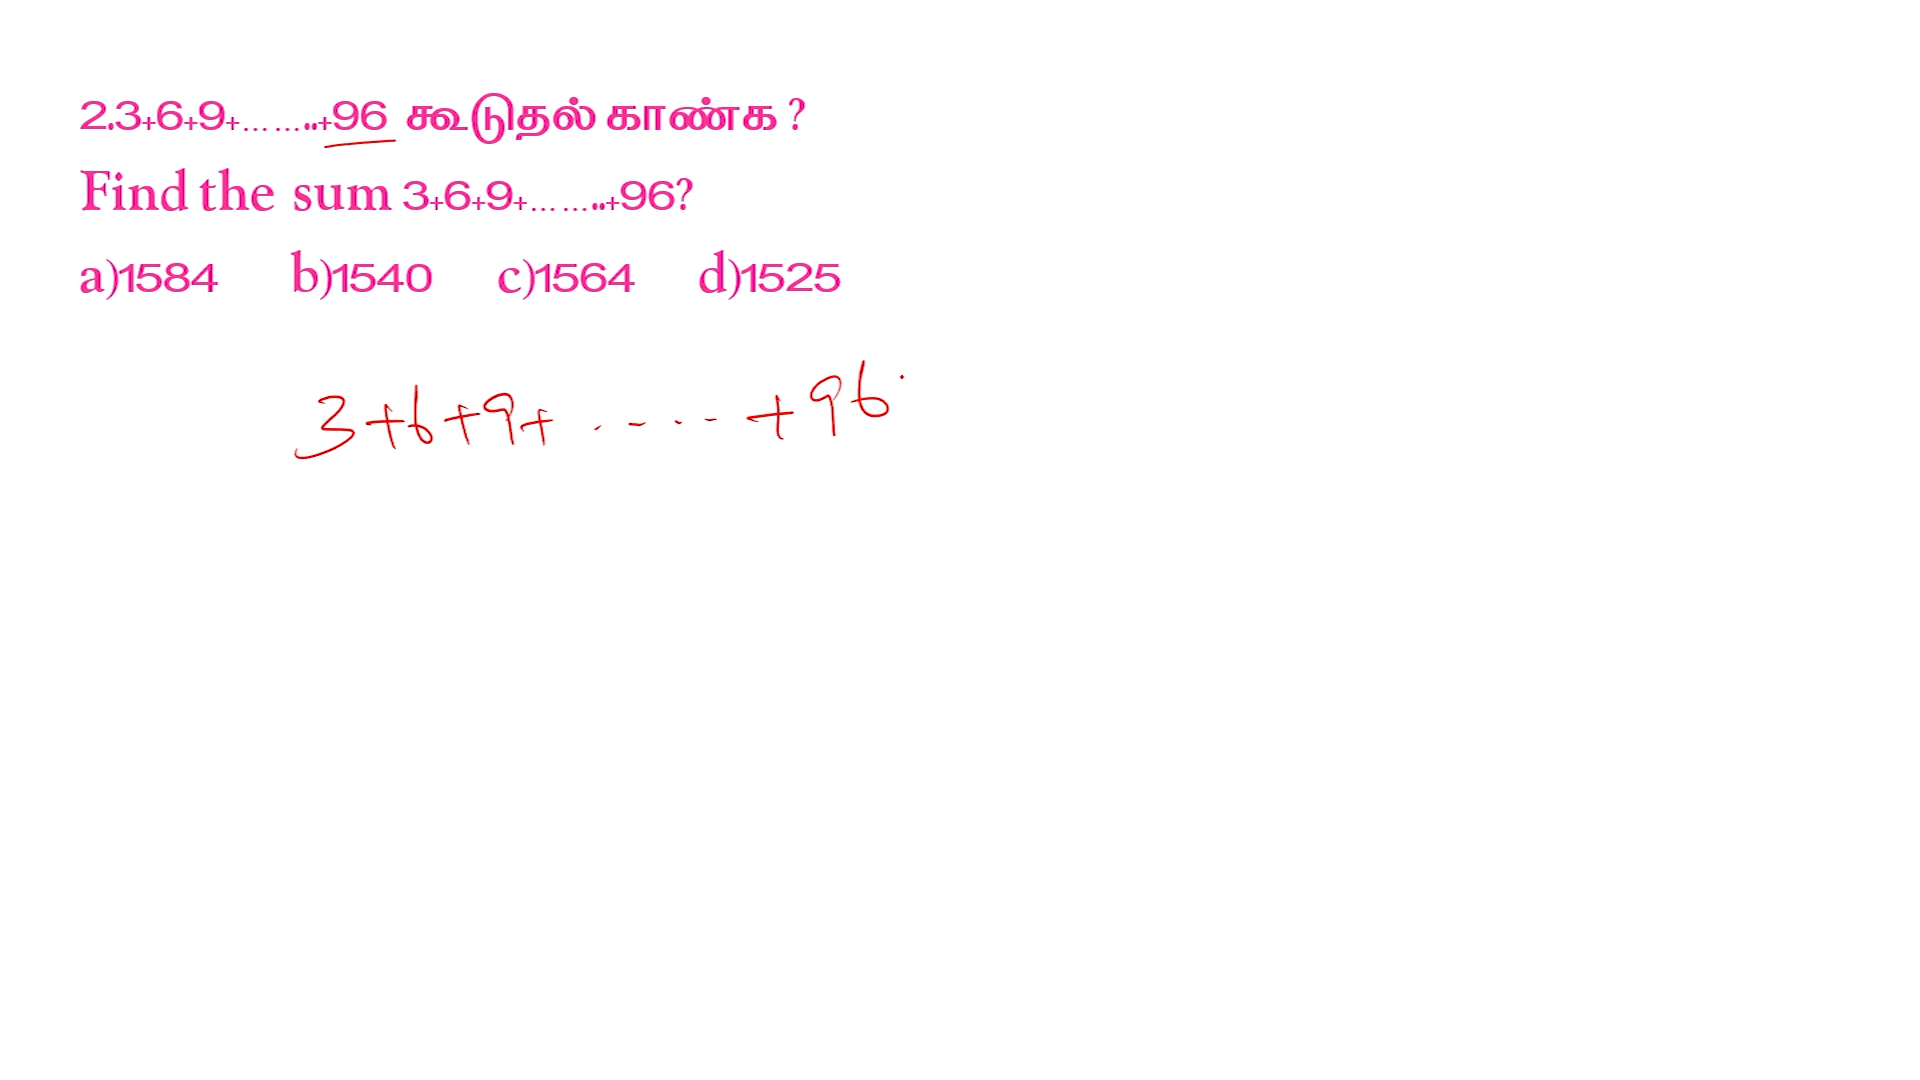 2.3+6+9+……..+96 கூடுதல் காண்க ?
Find the sum 3+6+9+……..+96?
a)1584 b)1540 c)1564 d)1525
3+6+9+.....+96